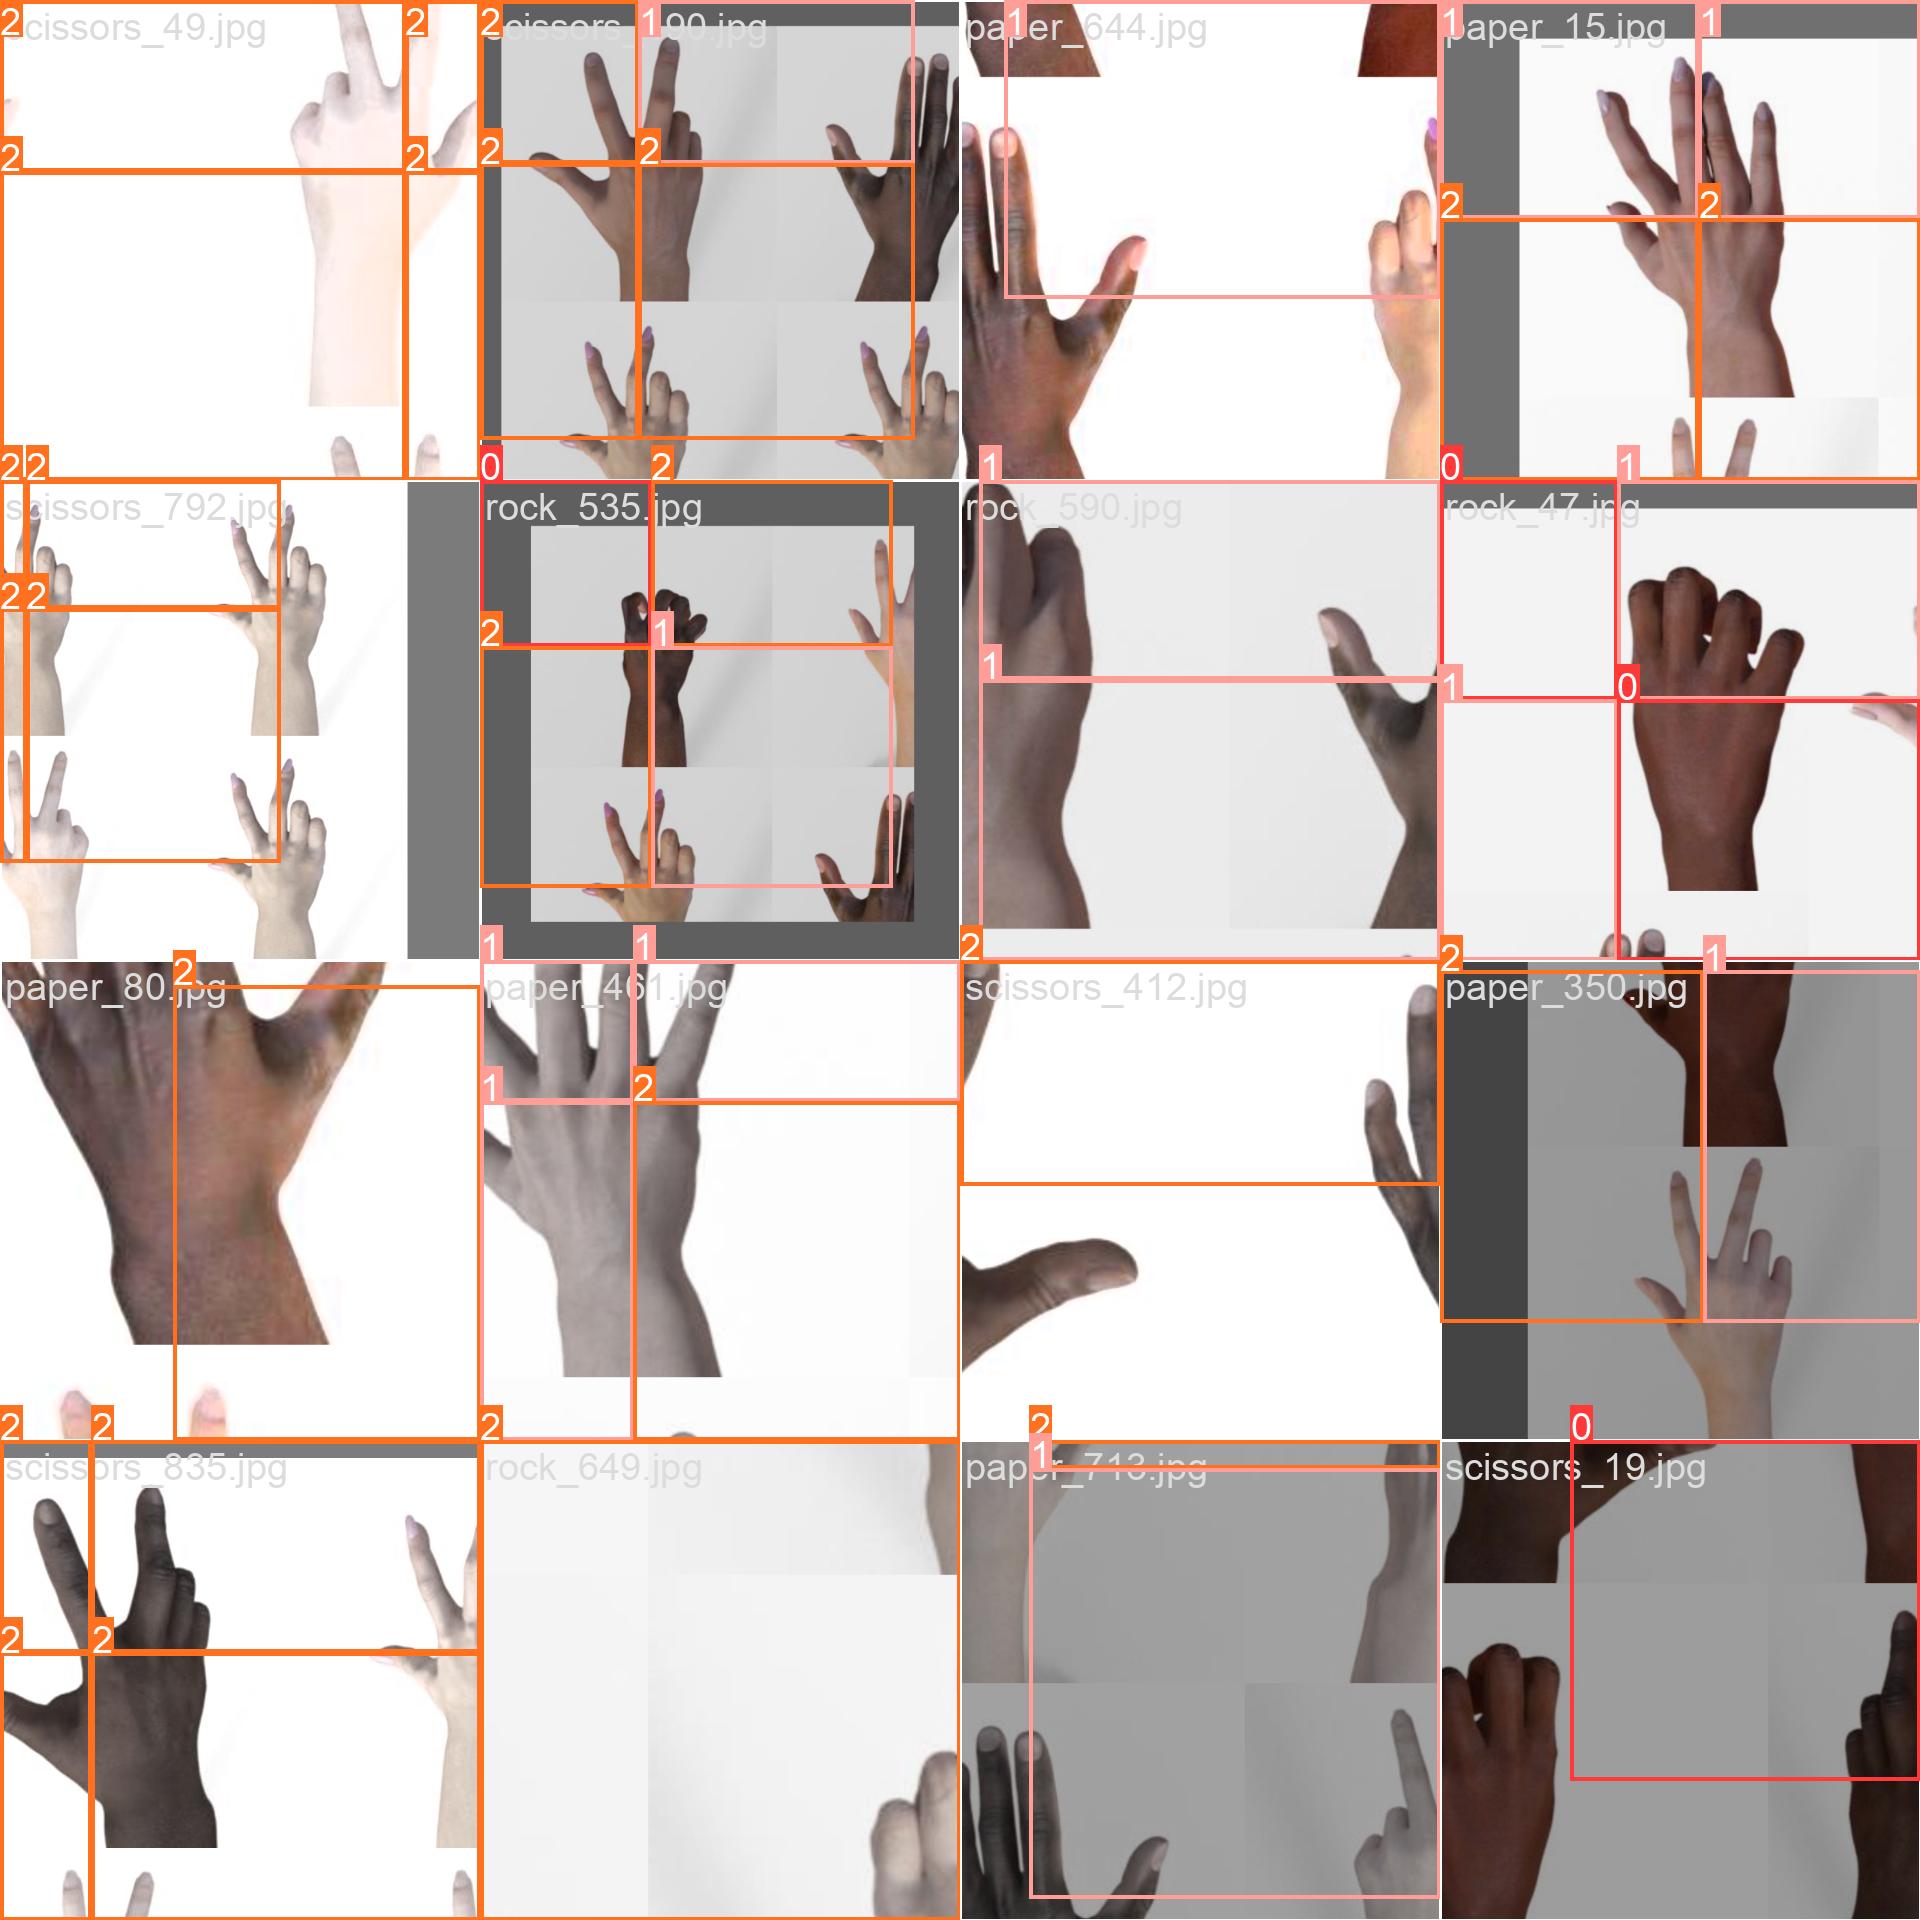 2 scissors_49.jpg 2
2 scissors_790.jpg 1
1 paper_644.jpg
1 paper_15.jpg 1
2 2
2 2
2 2
2 2 scissors_792.jpg
0 rock_535.jpg 2
1 rock_590.jpg
0 rock_47.jpg 1
2 2
2 1
1
1 0
paper_80.jpg 2
1 paper_461.jpg 1
2 scissors_412.jpg
2 paper_350.jpg 1
1 2
2 2 scissors_835.jpg
2 rock_649.jpg
2 1 paper_713.jpg
0 scissors_19.jpg
2 2